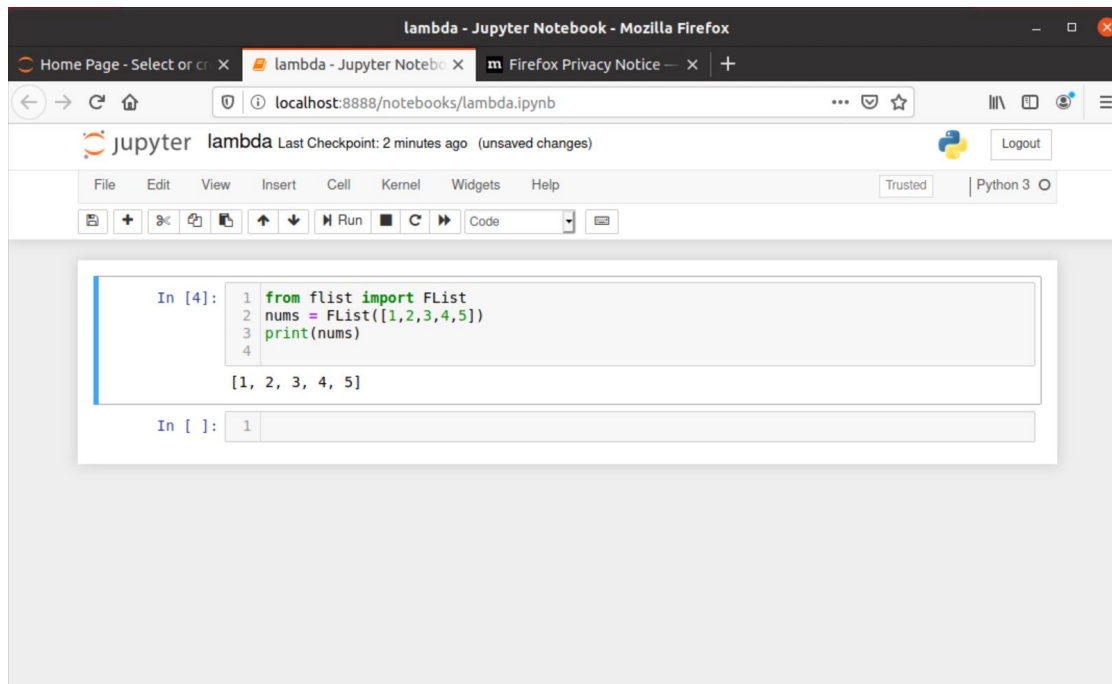 lambda - Jupyter Notebook - Mozilla Firefox
Home Page - Select or cr
lambda - Jupyter Notebo
m Firefox Privacy Notice —
localhost:8888/notebooks/lambda.ipynb
jupyter lambda Last Checkpoint: 2 minutes ago (unsaved changes)
Logout
File Edit View Insert Cell Kernel Widgets Help
Trusted
Python 3
Run
Code
In [4]:
1 from flist import FList
2 nums = FList([1,2,3,4,5])
3 print(nums)
4
[1, 2, 3, 4, 5]
In [ ]: 1